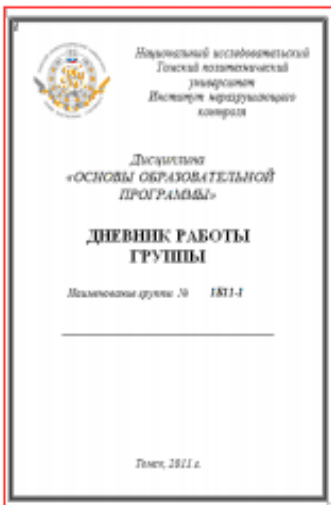 Национальный исследовательский
Томский политехнический
университет
Институт неразрушающего
контроля
Дисциплина
«ОСНОВЫ ОБРАЗОВАТЕЛЬНОЙ
ПРОГРАММЫ»
ДНЕВНИК РАБОТЫ
ГРУППЫ
Наименование группы №
Томск, 2011 г.